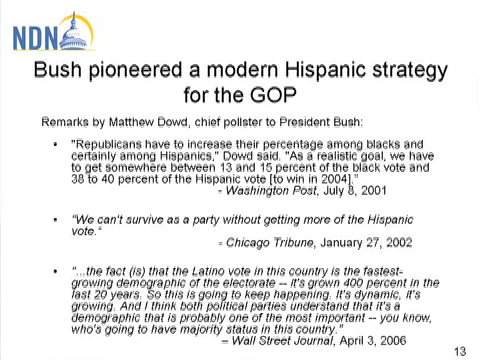 NDN
Bush pioneered a modern Hispanic strategy
for the GOP
Remarks by Matthew Dowd, chief pollster to President Bush:
• "Republicans have to increase their percentage among blacks and
certainly among Hispanics," Dowd said. "As a realistic goal, we have
to get somewhere between 13 and 15 percent of the black vote and
38 to 40 percent of the Hispanic vote [to win in 2004]."
- Washington Post, July 8, 2001
• "We can't survive as a party without getting more of the Hispanic
vote."
- Chicago Tribune, January 27, 2002
• "...the fact (is) that the Latino vote in this country is the fastest-
growing demographic of the electorate -- it's grown 400 percent in the
last 20 years. So this is going to keep happening. It's dynamic, it's
growing. And I think both political parties understand that it's a
demographic that is probably one of the most important -- you know,
who's going to have majority status in this country."
– Wall Street Journal, April 3, 2006
13